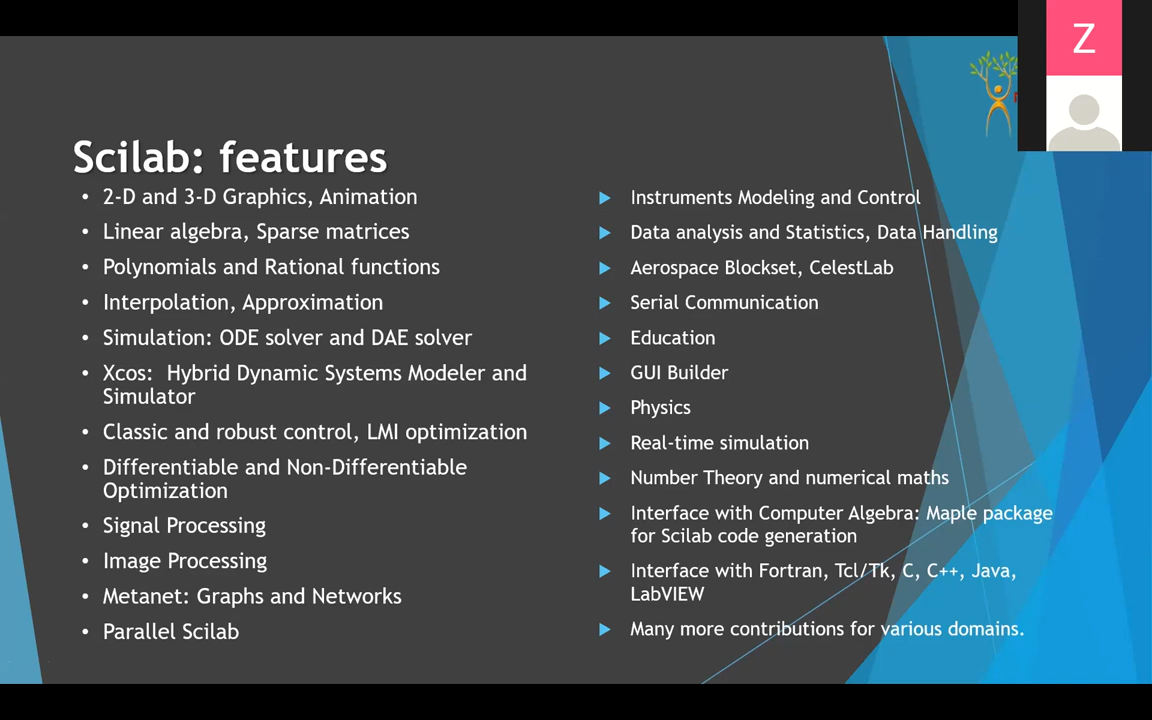 Z
Scilab: features
• 2-D and 3-D Graphics, Animation
• Linear algebra, Sparse matrices
• Polynomials and Rational functions
• Interpolation, Approximation
• Simulation: ODE solver and DAE solver
• Xcos:  Hybrid Dynamic Systems Modeler and
Simulator
• Classic and robust control, LMI optimization
• Differentiable and Non-Differentiable
Optimization
• Signal Processing
• Image Processing
• Metanet: Graphs and Networks
• Parallel Scilab
Instruments Modeling and Control
Data analysis and Statistics, Data Handling
Aerospace Blockset, CelestLab
Serial Communication
Education
GUI Builder
Physics
Real-time simulation
Number Theory and numerical maths
Interface with Computer Algebra: Maple package
for Scilab code generation
Interface with Fortran, Tcl/Tk, C, C++, Java,
LabVIEW
Many more contributions for various domains.